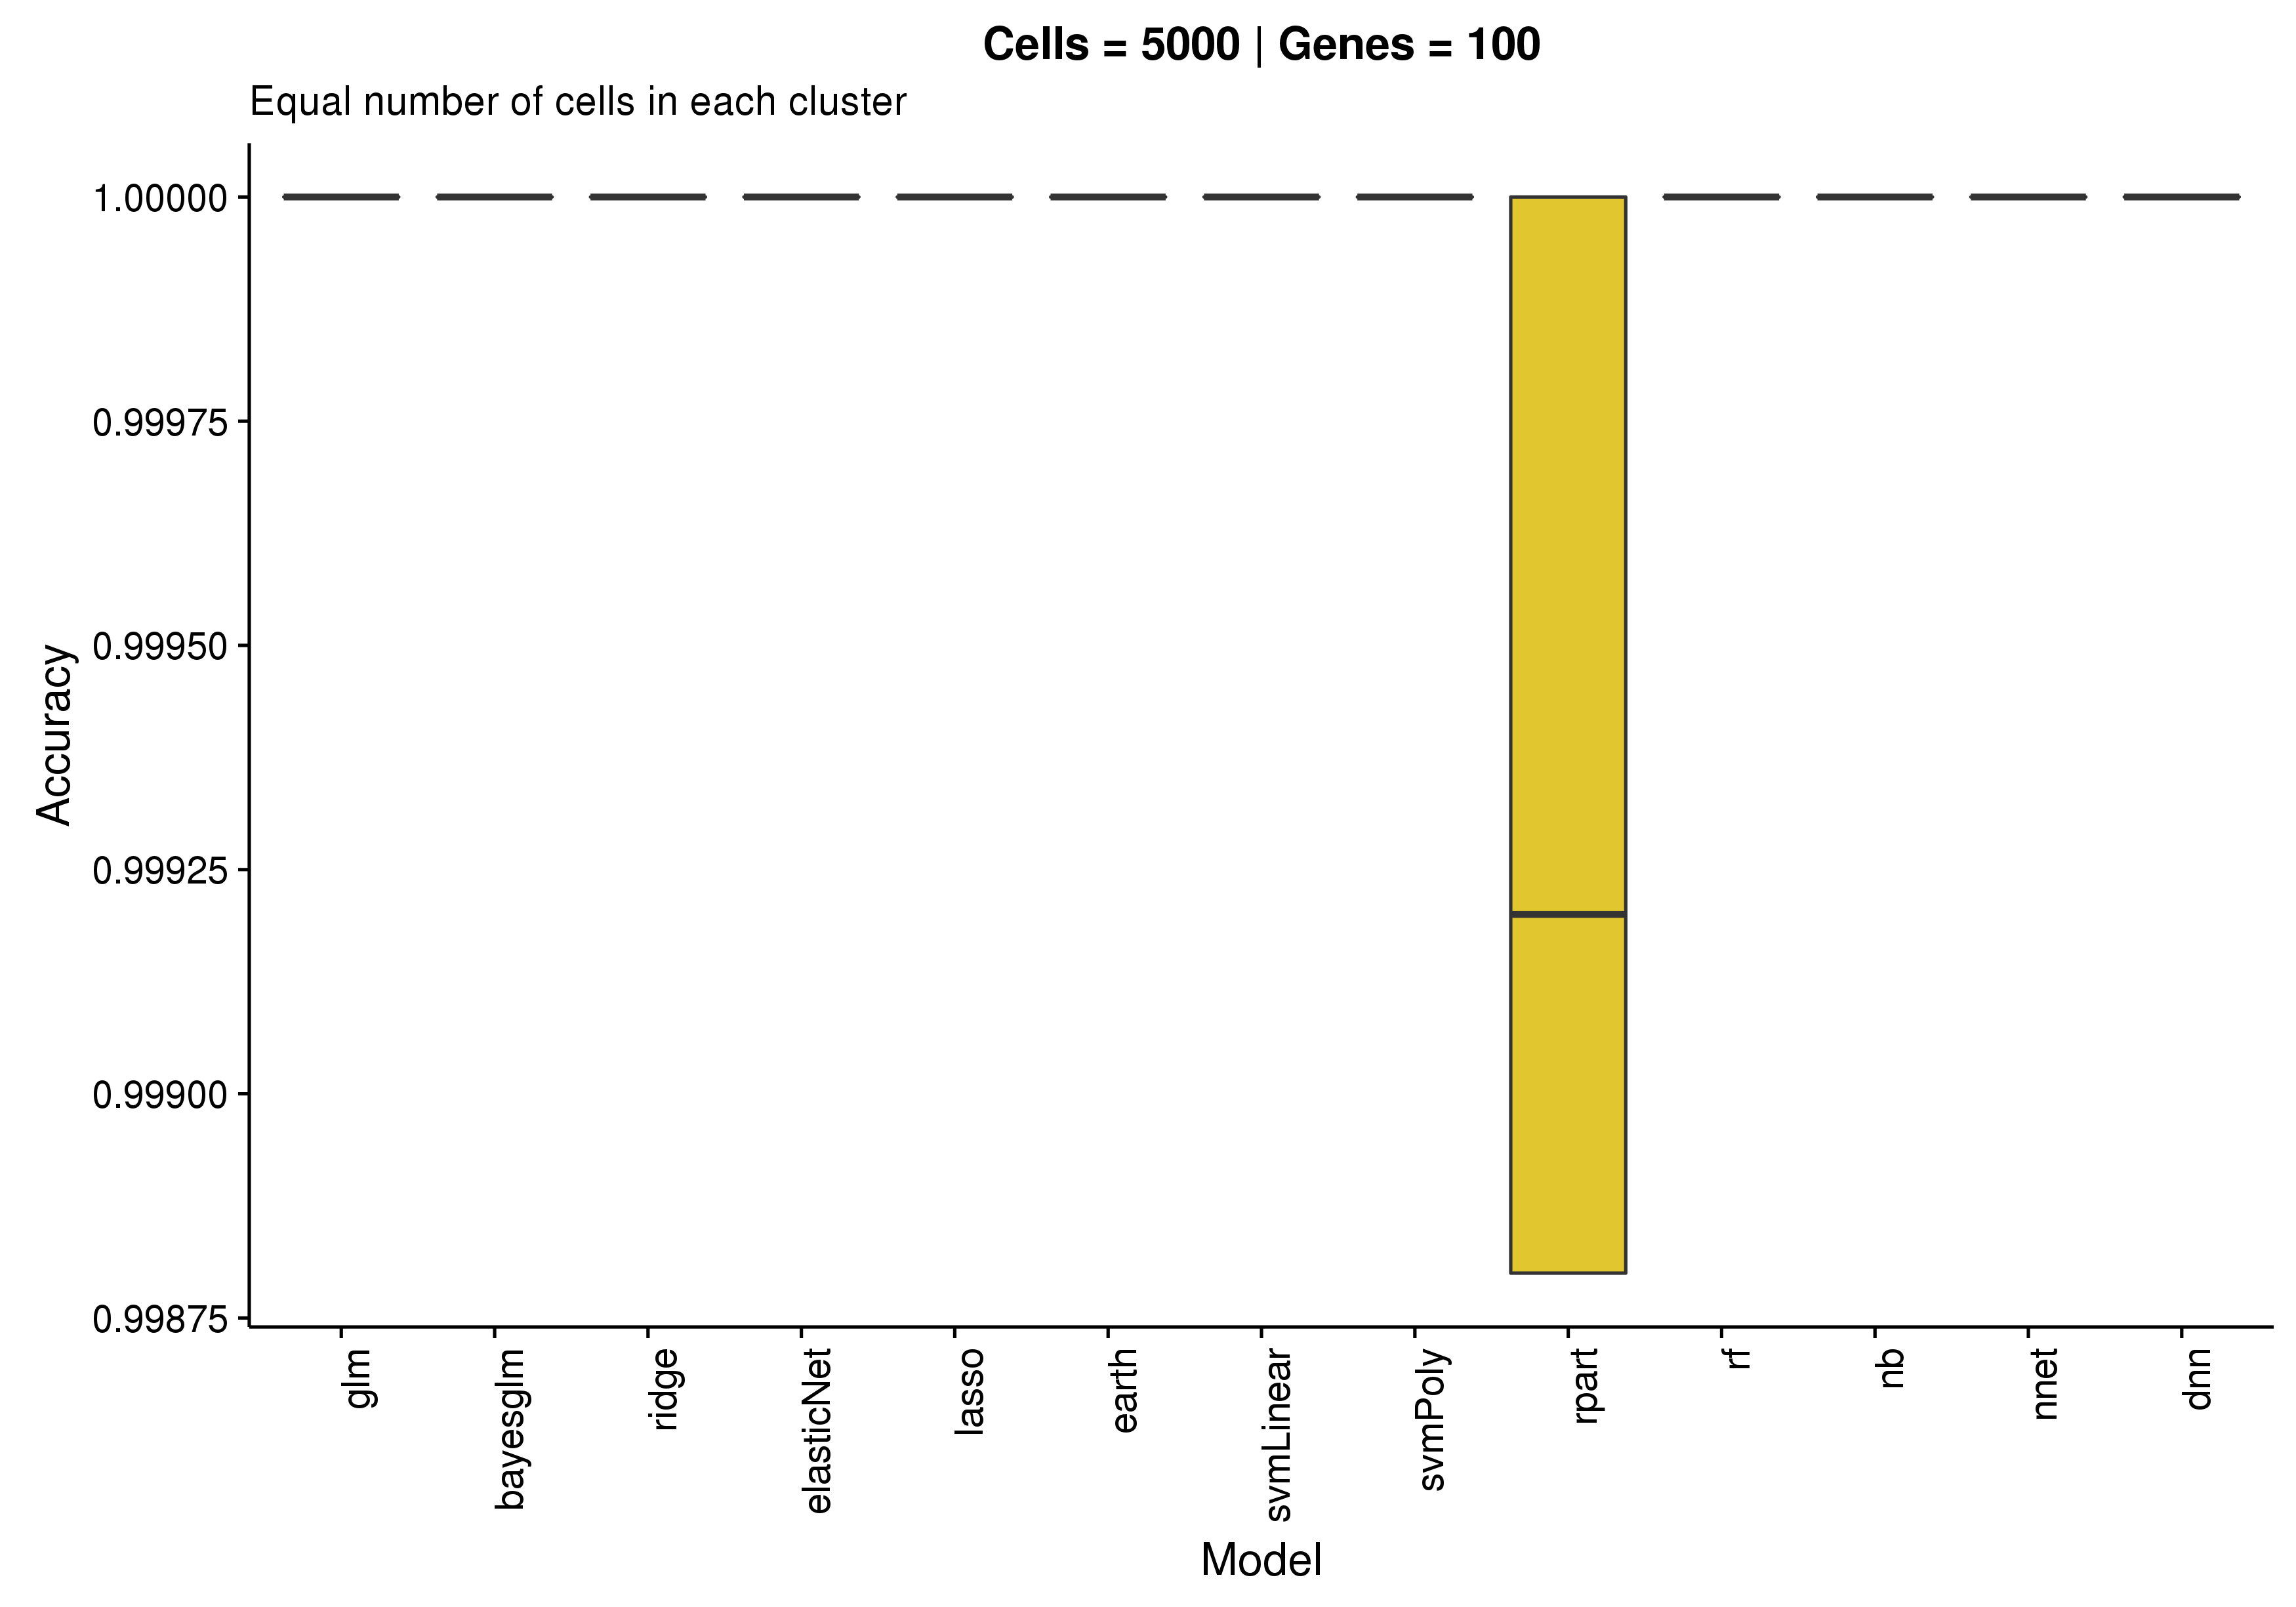 Cells = 5000 | Genes = 100
Equal number of cells in each cluster
Accuracy
1.00000
0.99975
0.99950
0.99925
0.99900
0.99875
glm
bayesglm
ridge
elasticNet
lasso
earth
svmLinear
svmPoly
rpart
rf
nb
nnet
dnn
Model